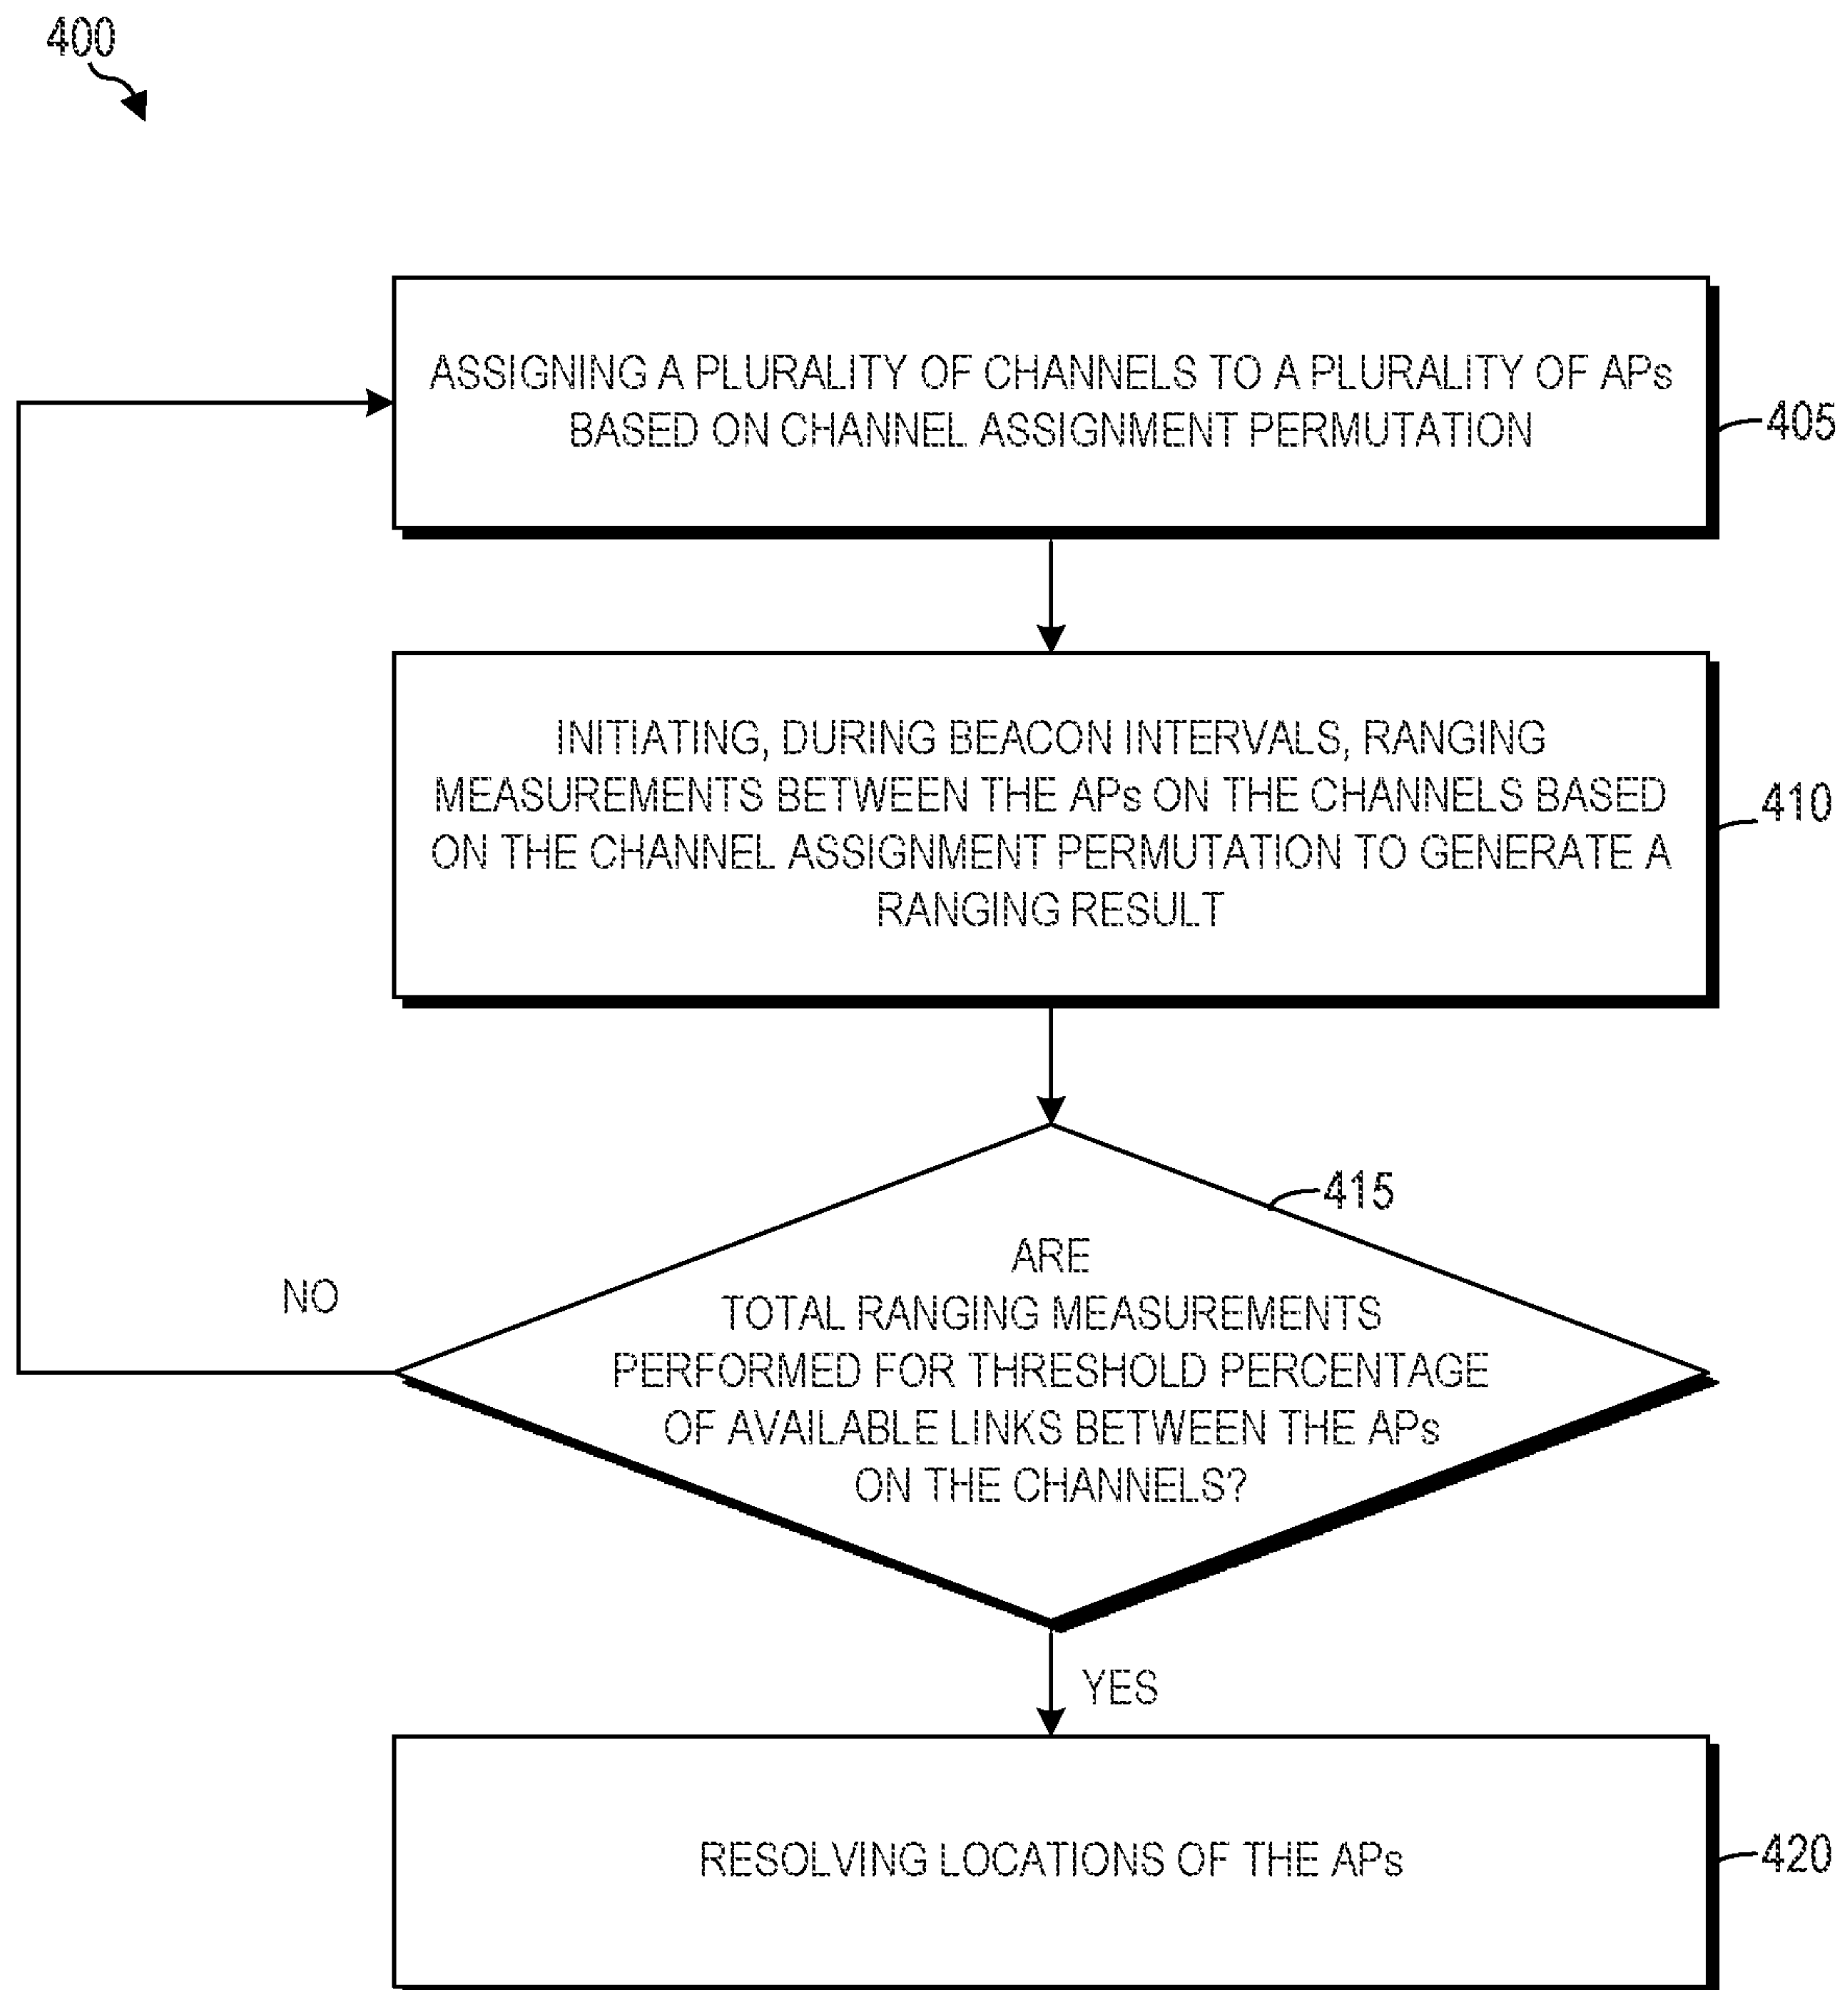 400
ASSIGNING A PLURALITY OF CHANNELS TO A PLURALITY OF APs
BASED ON CHANNEL ASSIGNMENT PERMUTATION
405
INITIATING, DURING BEACON INTERVALS, RANGING
MEASUREMENTS BETWEEN THE APs ON THE CHANNELS BASED
ON THE CHANNEL ASSIGNMENT PERMUTATION TO GENERATE A
RANGING RESULT
410
415
ARE
TOTAL RANGING MEASUREMENTS
PERFORMED FOR THRESHOLD PERCENTAGE
OF AVAILABLE LINKS BETWEEN THE APs
ON THE CHANNELS?
NO
YES
RESOLVING LOCATIONS OF THE APs
420